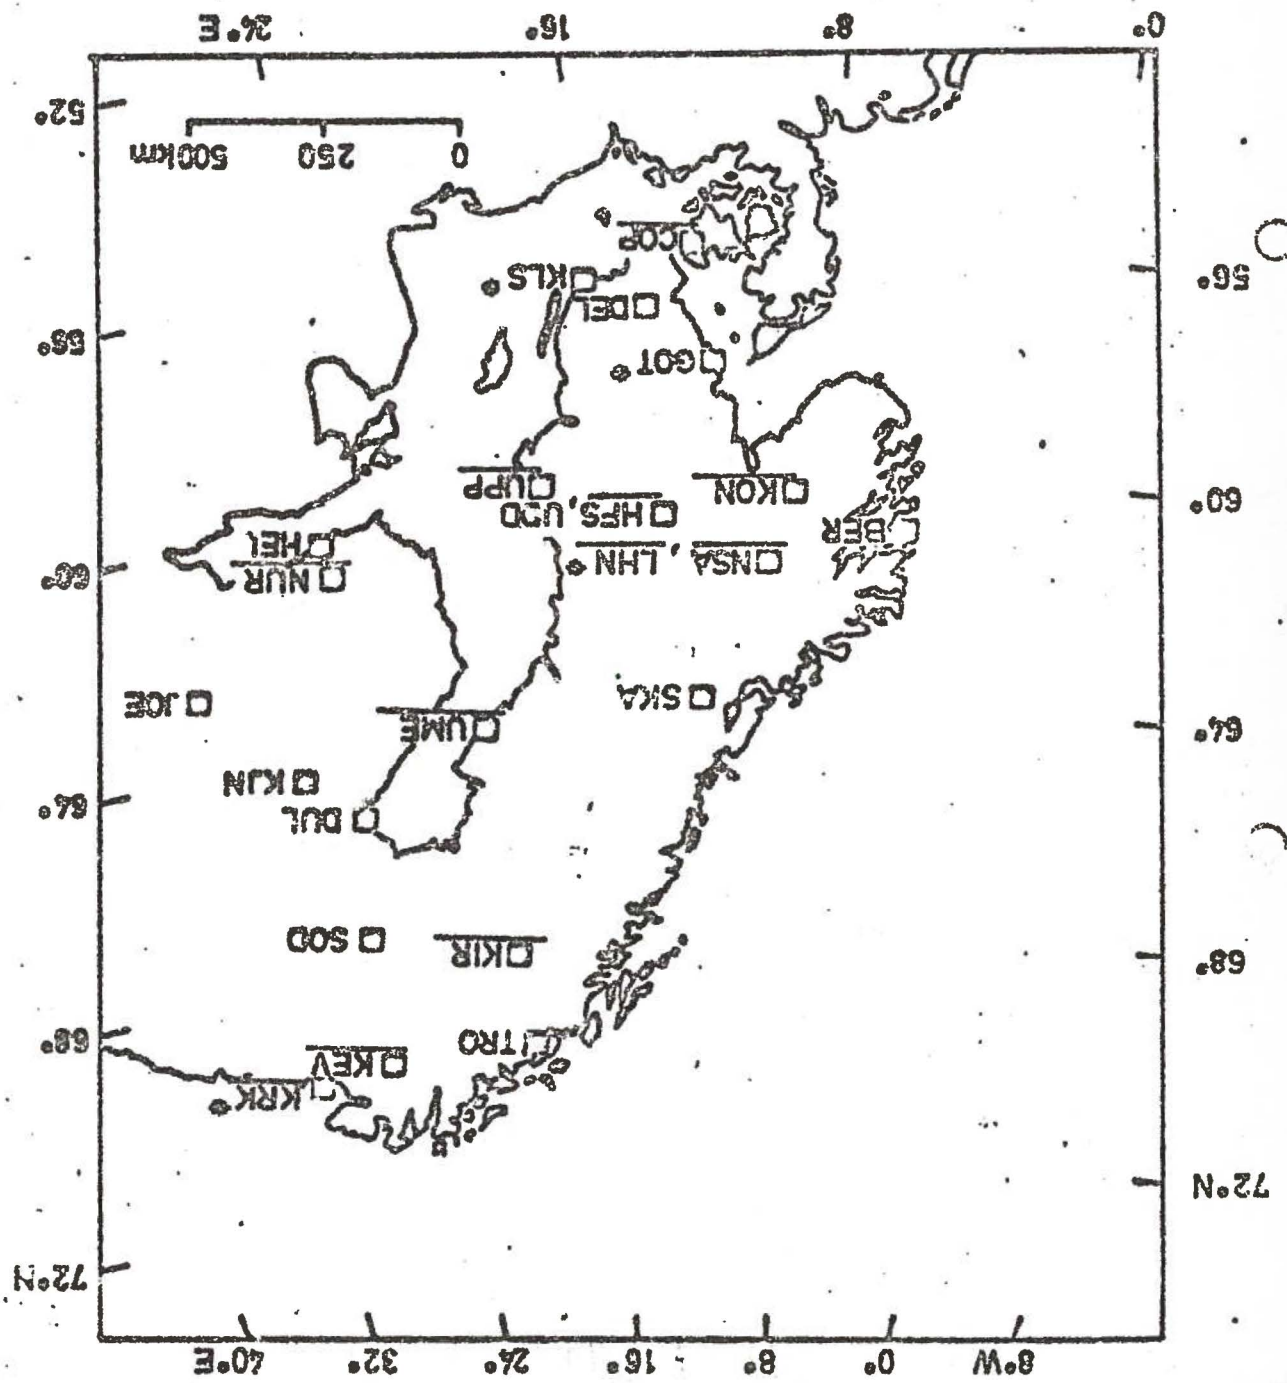 8°W 0° 8° 16° 24° 32° 40°E
72°N
72°N
KRK
KEV
TRO
68°
68°
KIR
SOD
DUL
KJN
64°
64°
UME
JOE
SKA
NUR
HEL
60°
NSA, LHN
BER
HFS, UDD
KON
UPP
60°
GOT
DEL
KLS
56°
COP
0 250 500km
52°
0° 8° 16° 24°E